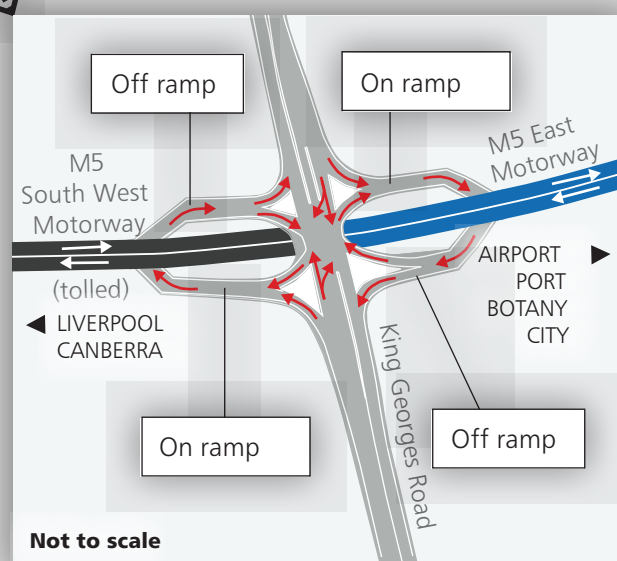 Off ramp
On ramp
M5
South West
Motorway
M5 East
Motorway
(tolled)
◀ LIVERPOOL
CANBERRA
AIRPORT ▶
PORT
BOTANY
CITY
King Georges Road
On ramp
Off ramp
Not to scale